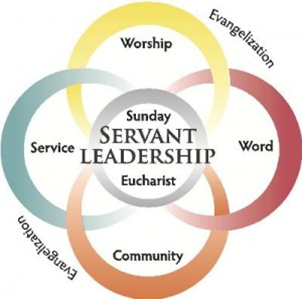 Worship
Evangelization
Sunday
SERVANT
LEADERSHIP
Eucharist
Service
Word
Community
Evangelization